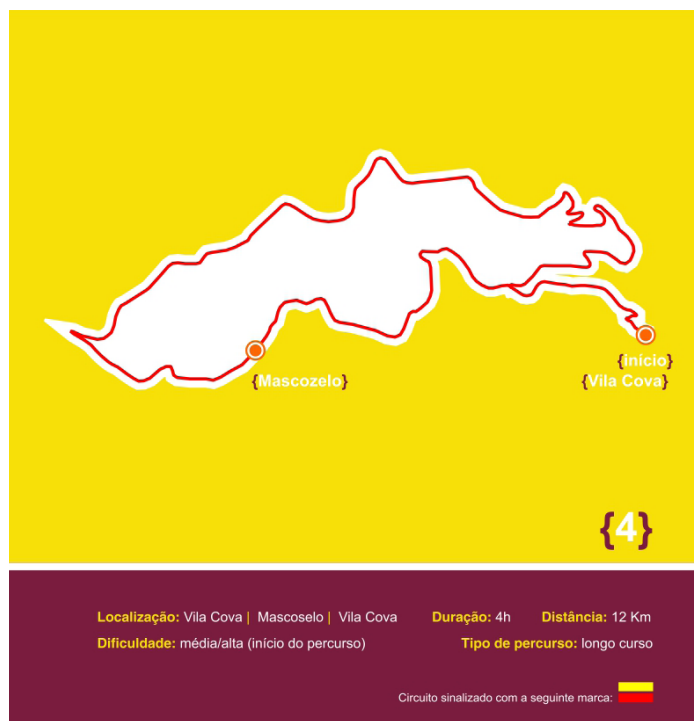 {Mascozelo}
{início}
{Vila Cova}
{4}
Localização: Vila Cova | Mascoselo | Vila Cova Duração: 4h Distância: 12 Km
Dificuldade: média/alta (início do percurso) Tipo de percurso: longo curso
Circuito sinalizado com a seguinte marca: